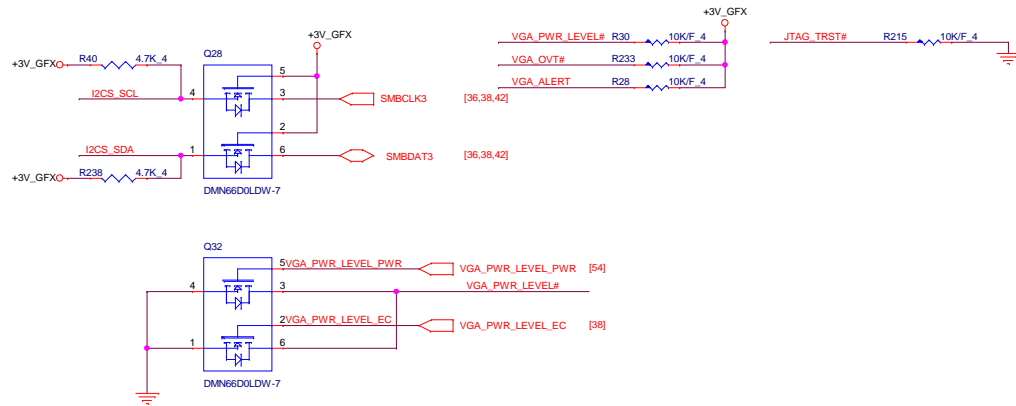 Q28
+3V_GFX
+3V_GFX R40 4.7K_4
5
I2CS_SCL 4 3 SMBCLK3 [36,38,42]
2
I2CS_SDA 1 6 SMBDAT3 [36,38,42]
+3V_GFX R238 4.7K_4
DMN66D0LDW-7
+3V_GFX
VGA_PWR_LEVEL# R30 10K/F_4
VGA_OVT# R233 10K/F_4
VGA_ALERT R28 10K/F_4
JTAG_TRST# R215 10K/F_4
Q32
5 VGA_PWR_LEVEL_PWR VGA_PWR_LEVEL_PWR [54]
4 3 VGA_PWR_LEVEL#
2 VGA_PWR_LEVEL_EC VGA_PWR_LEVEL_EC [38]
1 6
DMN66D0LDW-7